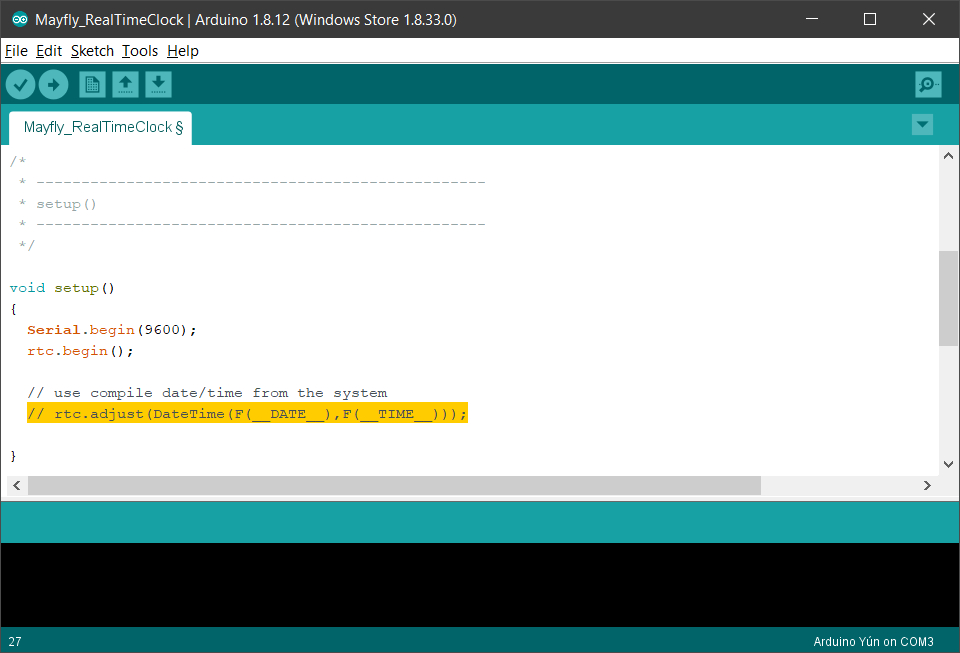 Mayfly_RealTimeClock | Arduino 1.8.12 (Windows Store 1.8.33.0)
File Edit Sketch Tools Help
Mayfly_RealTimeClock §
/*
 * --------------------------------------------------
 * setup()
 * --------------------------------------------------
 */
void setup()
{
  Serial.begin(9600);
  rtc.begin();
  // use compile date/time from the system
  // rtc.adjust(DateTime(F(__DATE__),F(__TIME__)));
}
27
Arduino Yún on COM3